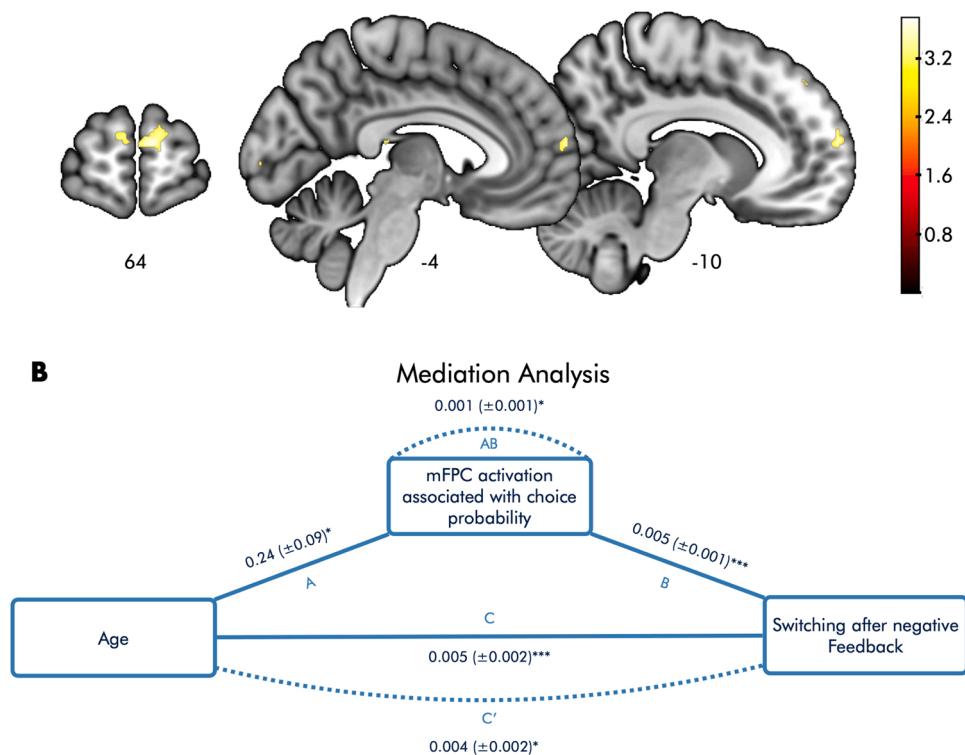 3.2
2.4
1.6
0.8
64
-4
-10
B
Mediation Analysis
0.001 (±0.001)*
AB
mFPC activation
associated with choice
probability
0.24 (±0.09)*
A
0.005 (±0.001)***
B
Age
C
0.005 (±0.002)***
Switching after negative
Feedback
C'
0.004 (±0.002)*